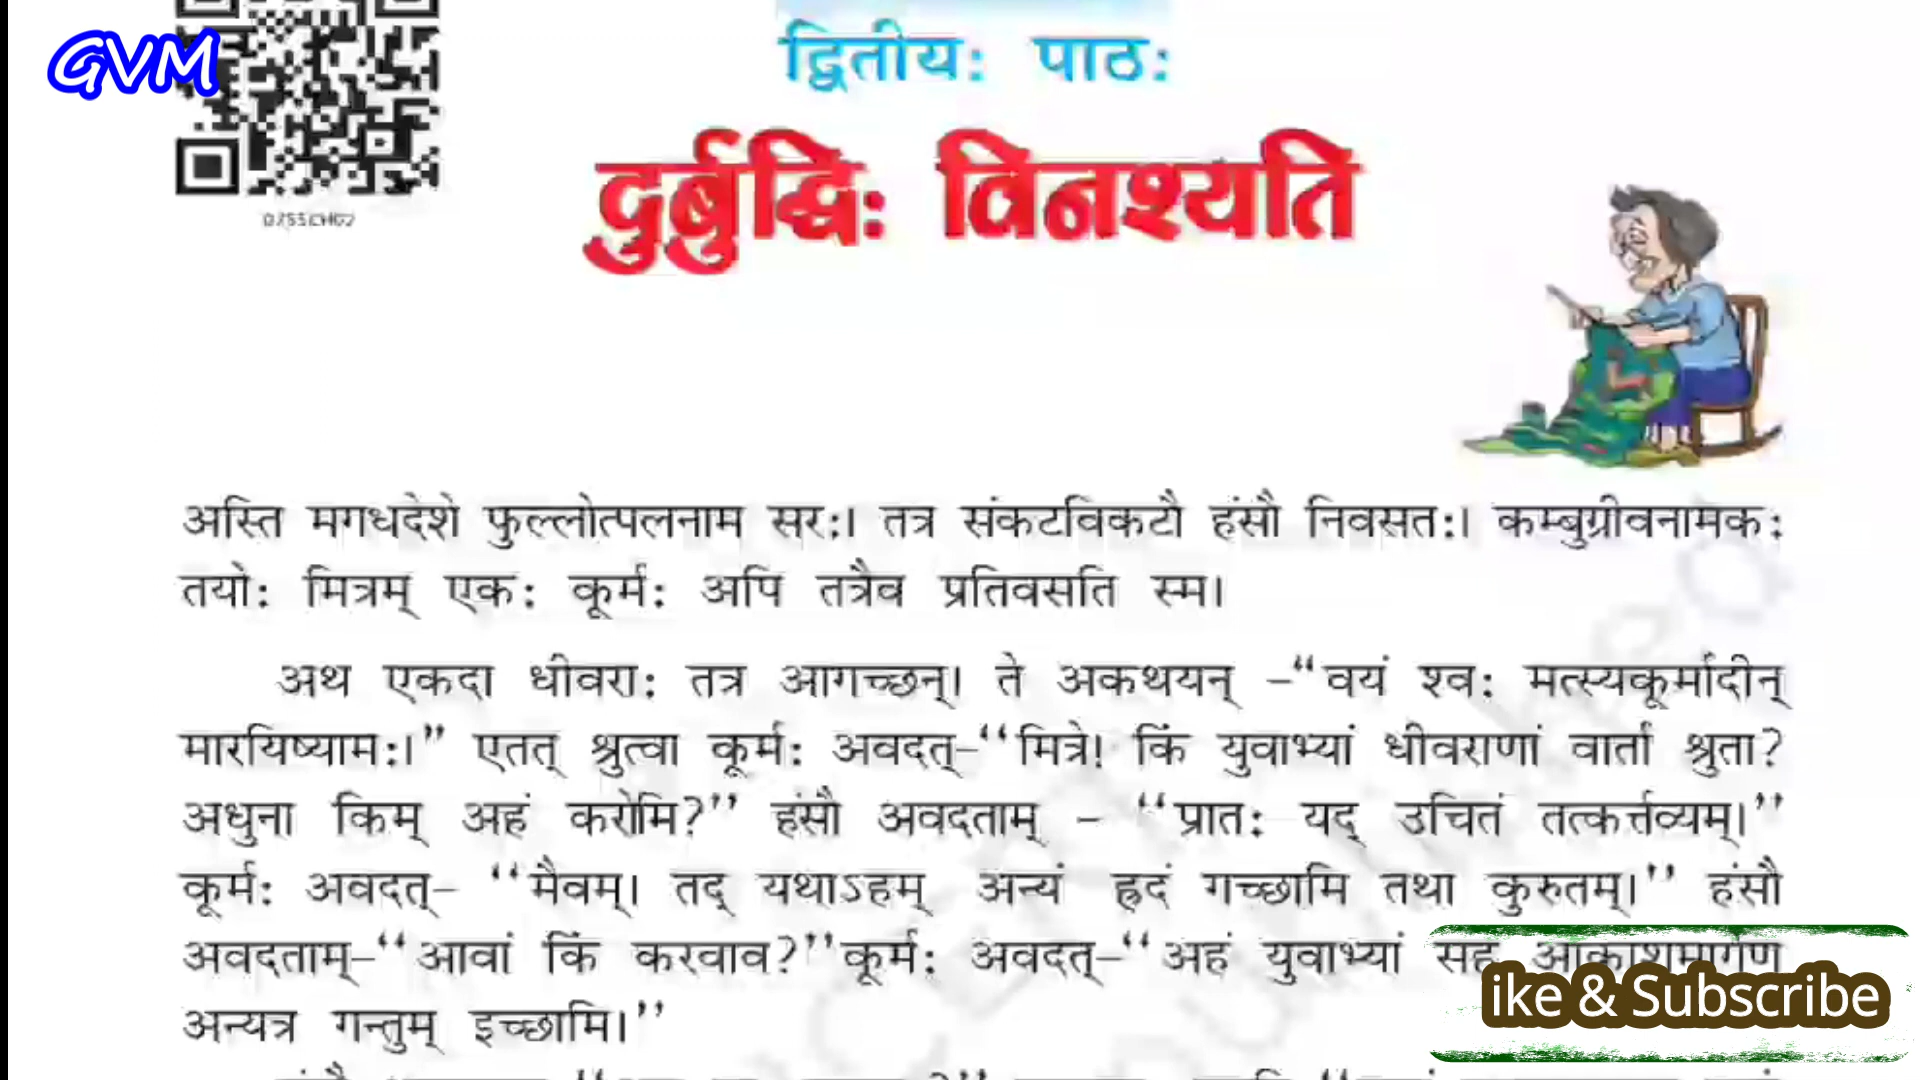 GVM
द्वितीयः पाठः
दुर्बुद्धिः विनश्यति
0755CH02
अस्ति मगधदेशे फुल्लोत्पलनाम सरः। तत्र संकटविकटौ हंसौ निवसतः। कम्बुग्रीवनामकः
तयोः मित्रम् एकः कूर्मः अपि तत्रैव प्रतिवसति स्म।
अथ एकदा धीवराः तत्र आगच्छन्। ते अकथयन् –“वयं श्वः मत्स्यकूर्मादीन्
मारयिष्यामः।” एतत् श्रुत्वा कूर्मः अवदत्–‘‘मित्रे! किं युवाभ्यां धीवराणां वार्ता श्रुता?
अधुना किम् अहं करोमि?’’ हंसौ अवदताम् – ‘‘प्रातः यद् उचितं तत्कर्त्तव्यम्।’’
कूर्मः अवदत्– ‘‘मैवम्। तद् यथाऽहम् अन्यं ह्रदं गच्छामि तथा कुरुतम्।’’ हंसौ
अवदताम्–‘‘आवां किं करवाव?’’कूर्मः अवदत्–‘‘अहं युवाभ्यां सह आकाशमार्गेण
अन्यत्र गन्तुम् इच्छामि।’’
ike & Subscribe